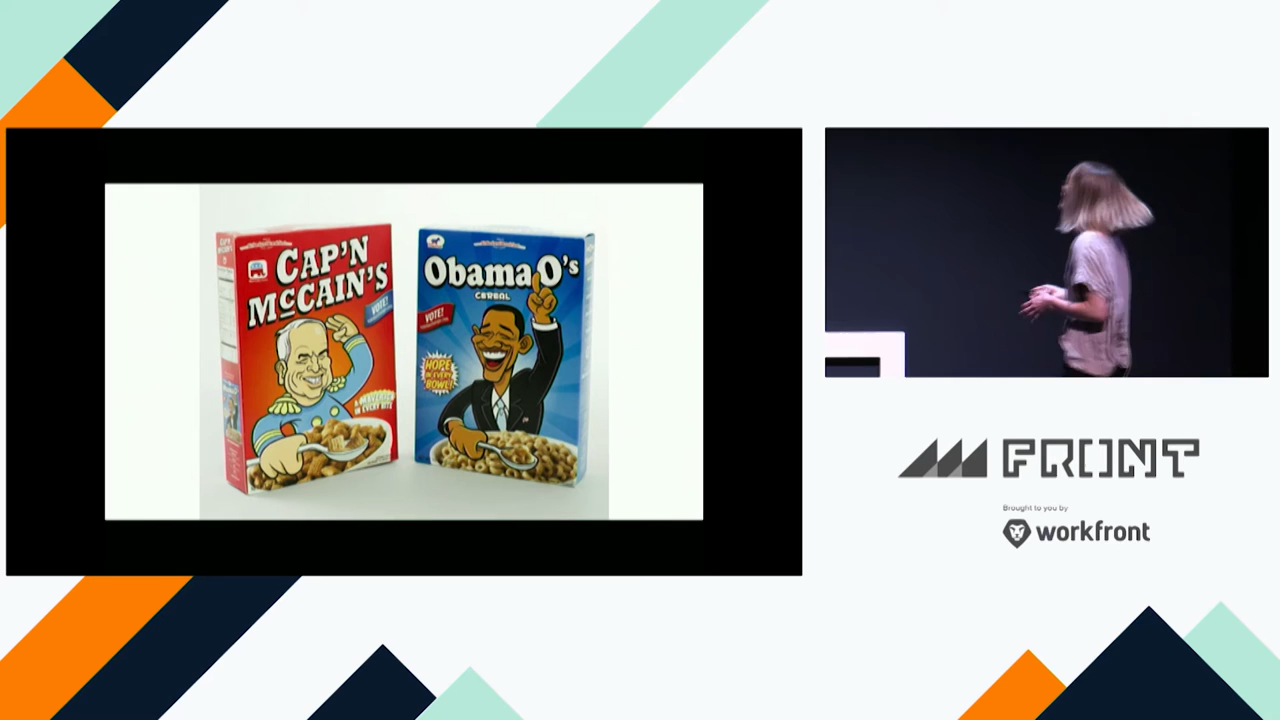 CAP'N
McCAIN'S
VOTE!
A MAVERICK
IN EVERY BITE
Obama O's
CEREAL
VOTE!
HOPE
IN EVERY
BOWL!
FRONT
Brought to you by
workfront